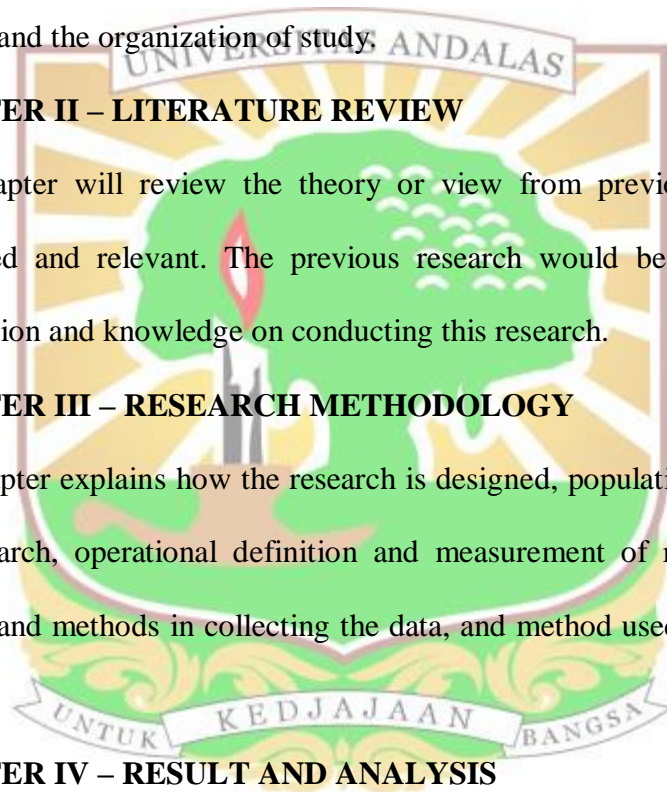 and the organization of study.
UNIVERSITAS ANDALAS
TER II – LITERATURE REVIEW
apter will review the theory or view from previo
ed and relevant. The previous research would be
ion and knowledge on conducting this research.
TER III – RESEARCH METHODOLOGY
pter explains how the research is designed, populati
arch, operational definition and measurement of
and methods in collecting the data, and method used
UNTUK KEDJAJAAN BANGSA
TER IV – RESULT AND ANALYSIS